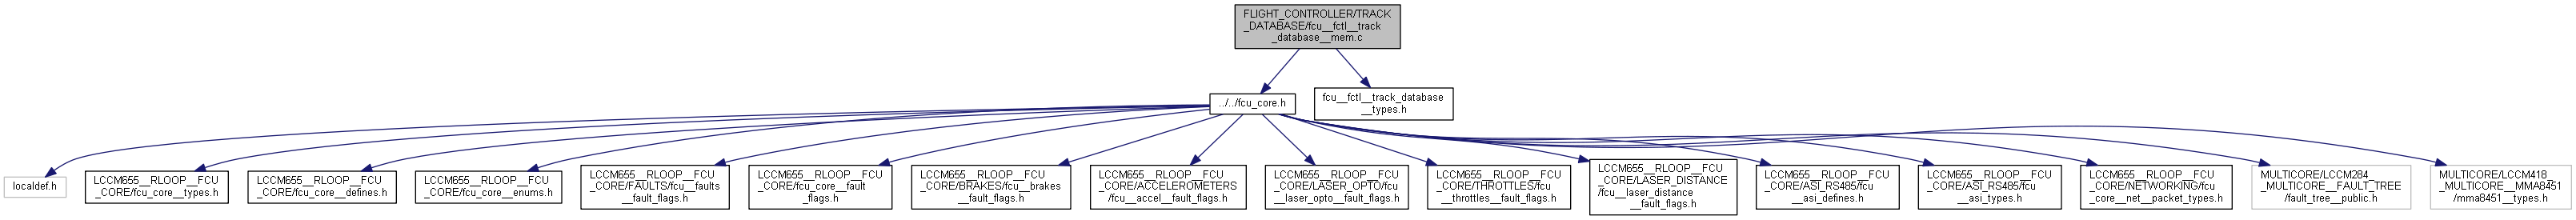 FLIGHT_CONTROLLER/TRACK
_DATABASE/fcu__fctl__track
_database__mem.c
../../fcu_core.h
fcu__fctl__track_database
__types.h
localdef.h
LCCM655__RLOOP__FCU
_CORE/fcu_core__types.h
LCCM655__RLOOP__FCU
_CORE/fcu_core__defines.h
LCCM655__RLOOP__FCU
_CORE/fcu_core__enums.h
LCCM655__RLOOP__FCU
_CORE/FAULTS/fcu__faults
__fault_flags.h
LCCM655__RLOOP__FCU
_CORE/fcu_core__fault
_flags.h
LCCM655__RLOOP__FCU
_CORE/BRAKES/fcu__brakes
__fault_flags.h
LCCM655__RLOOP__FCU
_CORE/ACCELEROMETERS
/fcu__accel__fault_flags.h
LCCM655__RLOOP__FCU
_CORE/LASER_OPTO/fcu
__laser_opto__fault_flags.h
LCCM655__RLOOP__FCU
_CORE/THROTTLES/fcu
__throttles__fault_flags.h
LCCM655__RLOOP__FCU
_CORE/LASER_DISTANCE
/fcu__laser_distance
__fault_flags.h
LCCM655__RLOOP__FCU
_CORE/ASI_RS485/fcu
__asi_defines.h
LCCM655__RLOOP__FCU
_CORE/ASI_RS485/fcu
__asi_types.h
LCCM655__RLOOP__FCU
_CORE/NETWORKING/fcu
_core__net__packet_types.h
MULTICORE/LCCM284_
_MULTICORE__FAULT_TREE
/fault_tree__public.h
MULTICORE/LCCM418_
_MULTICORE__MMA8451
/mma8451__types.h